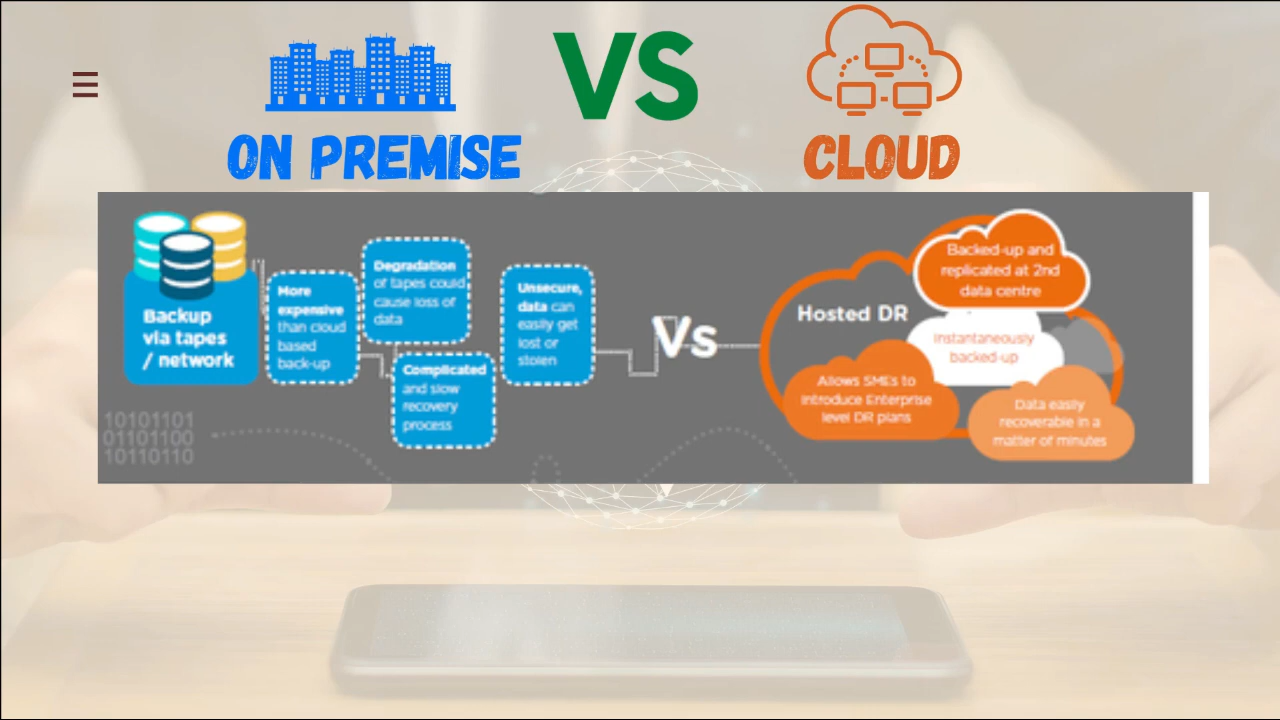 VS
ON PREMISE
CLOUD
Backup
via tapes
/ network
More
expensive
than cloud
based
back-up
Degradation
of tapes could
cause loss of
data
Complicated
and slow
recovery
process
Unsecure,
data can
easily get
lost or
stolen
Vs
Hosted DR
Backed-up and
replicated at 2nd
data centre
Instantaneously
backed-up
Allows SMEs to
introduce Enterprise
level DR plans
Data easily
recoverable in a
matter of minutes
10101101
01101100
10110110